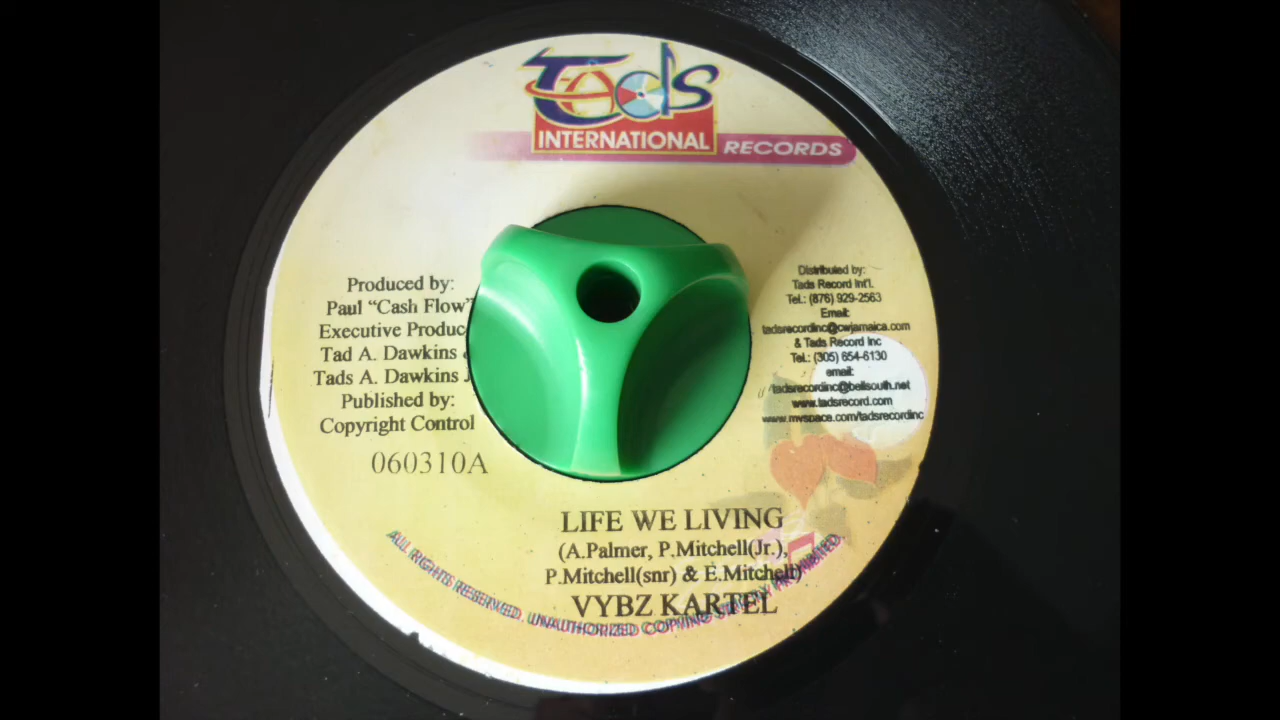 Tads
INTERNATIONAL
RECORDS
Produced by:
Paul “Cash Flow”
Executive Produc
Tad A. Dawkins
Tads A. Dawkins J
Published by:
Copyright Control
060310A
Distributed by:
Tads Record Int'l.
Tel.: (876) 929-2563
Email:
tadsrecordinc@cwjamaica.com
& Tads Record Inc
Tel.: (305) 654-6130
email:
tadsrecordinc@bellsouth.net
www.tadsrecord.com
www.myspace.com/tadsrecordinc
LIFE WE LIVING
(A.Palmer, P.Mitchell(Jr.),
P.Mitchell(snr) & E.Mitchell)
VYBZ KARTEL
ALL RIGHTS RESERVED. UNAUTHORIZED COPYING STRICTLY PROHIBITED.